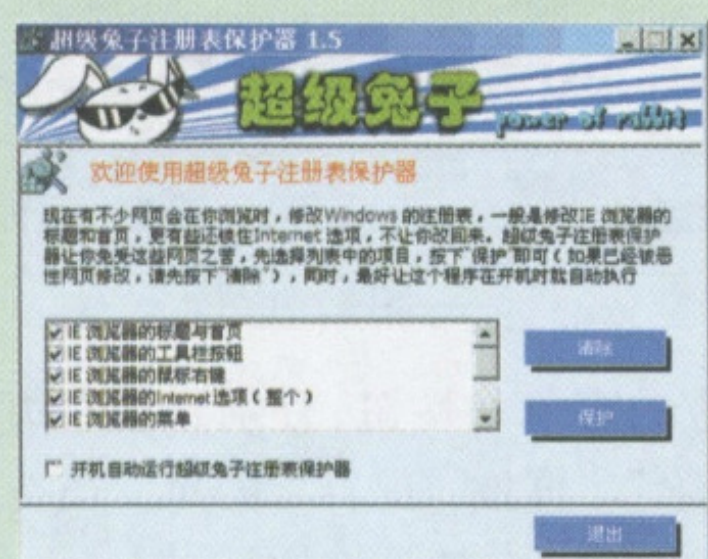 超级兔子注册表保护器 1.5
超级兔子
power of rabbit
欢迎使用超级兔子注册表保护器
现在有不少网页会在你浏览时,修改Windows 的注册表,一般是修改IE 浏览器的
标题和首页,更有些还锁住Internet 选项,不让你改回来。超级兔子注册表保护
器让你免受这些网页之苦,先选择列表中的项目,按下"保护"即可(如果已经被恶
性网页修改,请先按下"清除"),同时,最好让这个程序在开机时就自动执行
IE 浏览器的标题与首页
IE 浏览器的工具栏按钮
IE 浏览器的鼠标右键
IE 浏览器的Internet 选项(整个)
IE 浏览器的菜单
清除
保护
开机自动运行超级兔子注册表保护器
退出